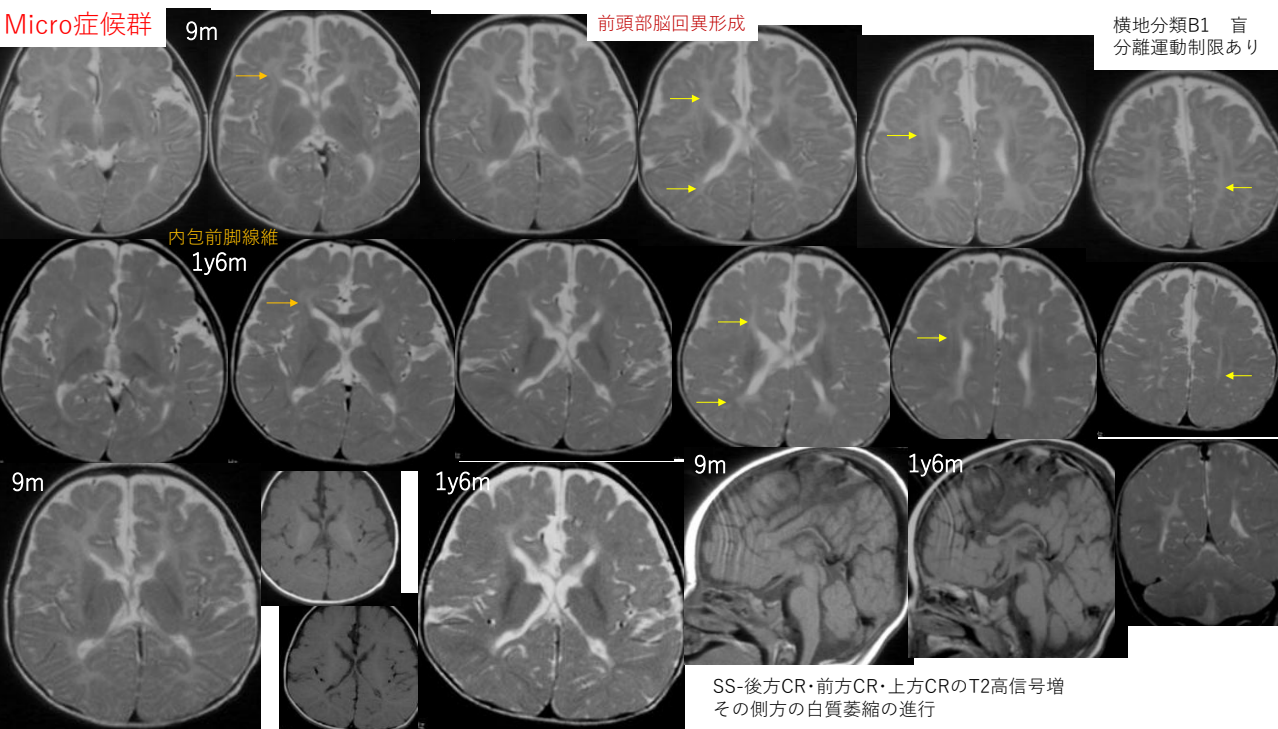 Micro症候群
9m
前頭部脳回異形成
横地分類B1　盲
分離運動制限あり
内包前脚線維
1y6m
9m
1y6m
9m
1y6m
SS-後方CR・前方CR・上方CRのT2高信号増
その側方の白質萎縮の進行